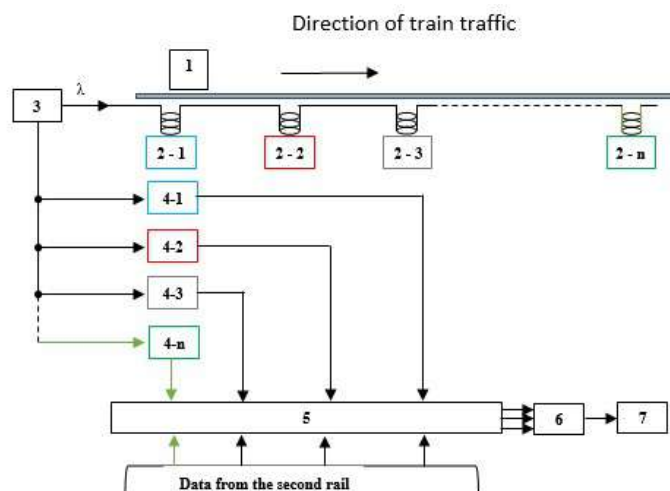 Direction of train traffic
1
3
λ
2 - 1
2 - 2
2 - 3
2 - n
4-1
4-2
4-3
4-n
5
6
7
Data from the second rail